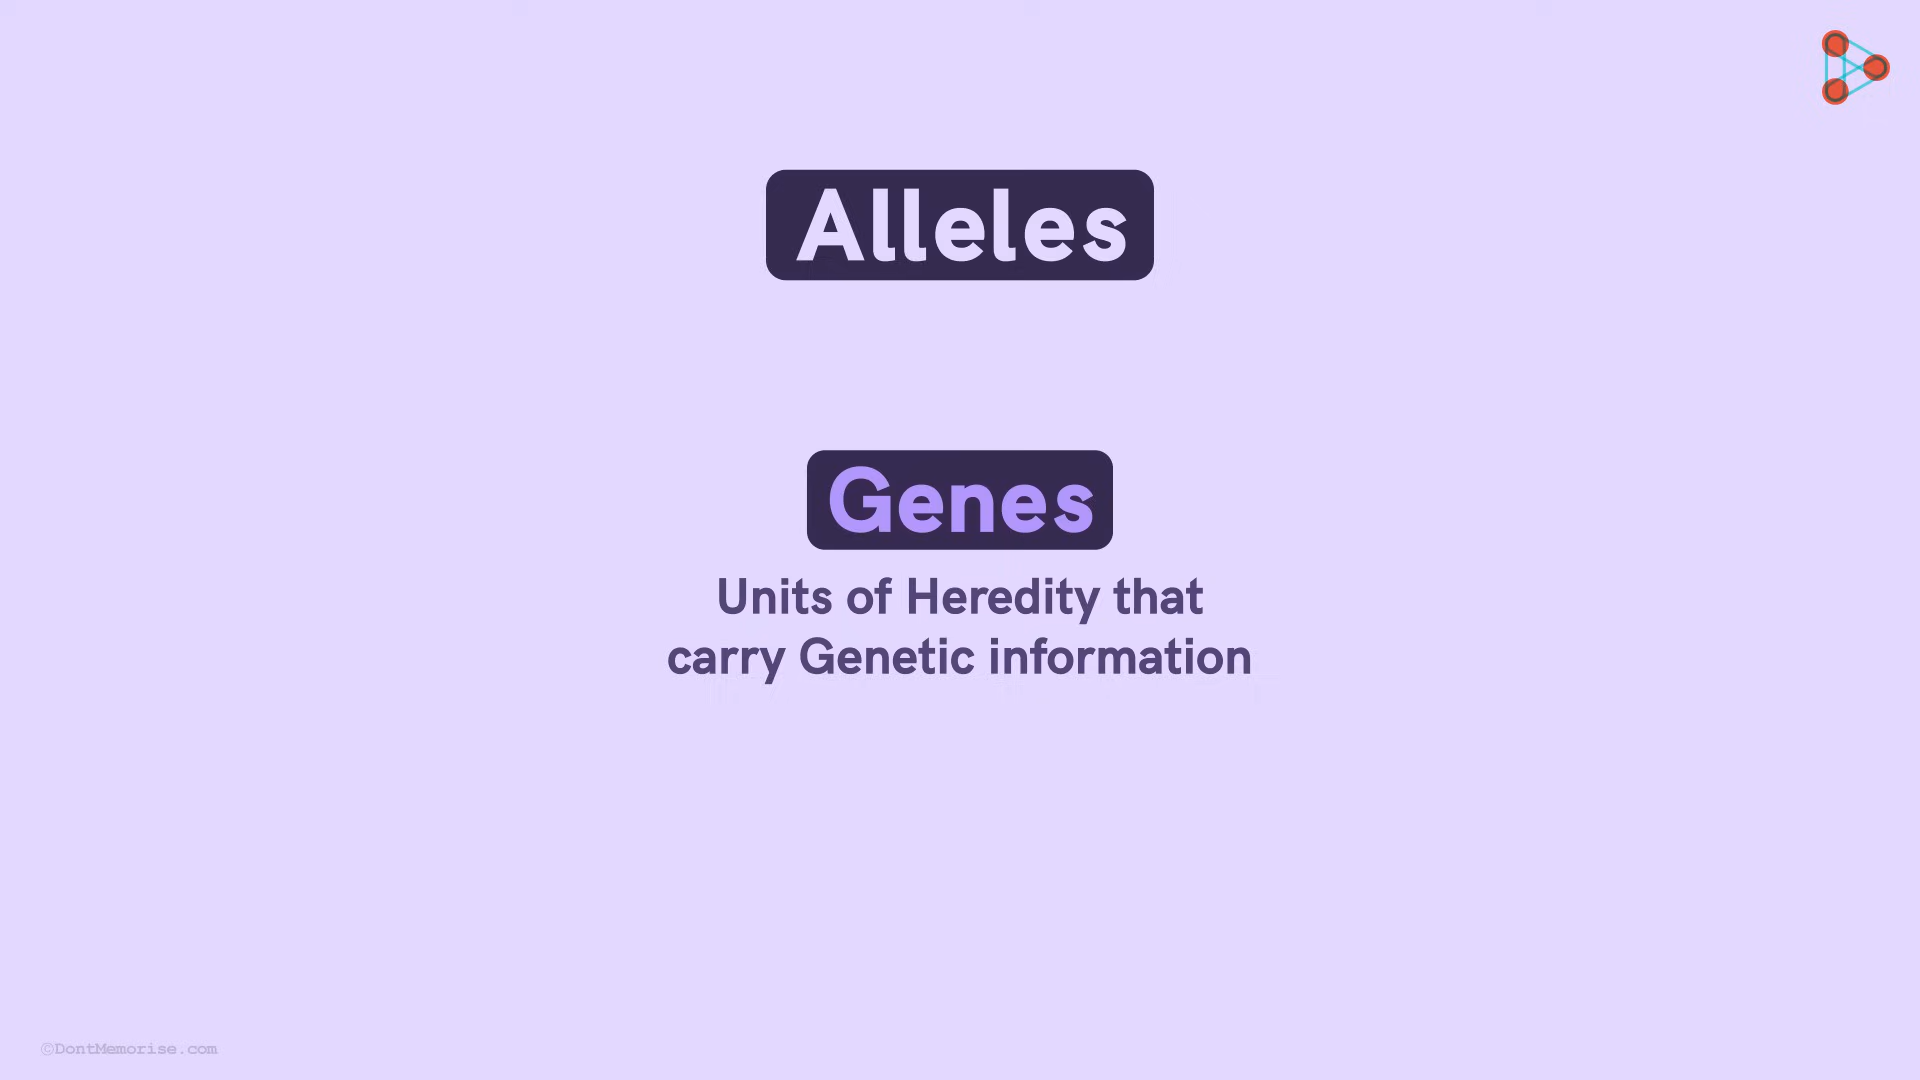 Alleles
Genes
Units of Heredity that
carry Genetic information
©DontMemorise.com